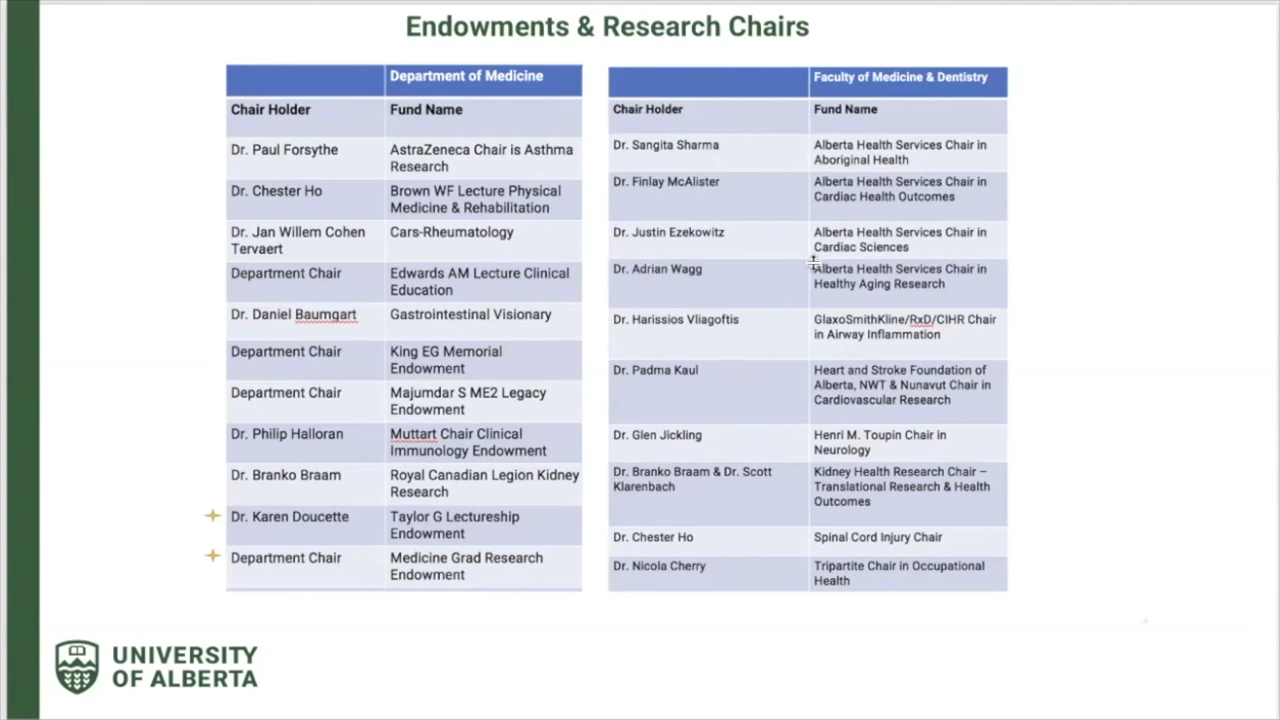 Endowments & Research Chairs
Department of Medicine
Chair Holder Fund Name
Dr. Paul Forsythe AstraZeneca Chair is Asthma
Research
Dr. Chester Ho Brown WF Lecture Physical
Medicine & Rehabilitation
Dr. Jan Willem Cohen Cars-Rheumatology
Tervaert
Department Chair Edwards AM Lecture Clinical
Education
Dr. Daniel Baumgart Gastrointestinal Visionary
Department Chair King EG Memorial
Endowment
Department Chair Majumdar S ME2 Legacy
Endowment
Dr. Philip Halloran Muttart Chair Clinical
Immunology Endowment
Dr. Branko Braam Royal Canadian Legion Kidney
Research
Dr. Karen Doucette Taylor G Lectureship
Endowment
Department Chair Medicine Grad Research
Endowment
Faculty of Medicine & Dentistry
Chair Holder Fund Name
Dr. Sangita Sharma Alberta Health Services Chair in
Aboriginal Health
Dr. Finlay McAlister Alberta Health Services Chair in
Cardiac Health Outcomes
Dr. Justin Ezekowitz Alberta Health Services Chair in
Cardiac Sciences
Dr. Adrian Wagg Alberta Health Services Chair in
Healthy Aging Research
Dr. Harissios Vliagoftis GlaxoSmithKline/RxD/CIHR Chair
in Airway Inflammation
Dr. Padma Kaul Heart and Stroke Foundation of
Alberta, NWT & Nunavut Chair in
Cardiovascular Research
Dr. Glen Jickling Henri M. Toupin Chair in
Neurology
Dr. Branko Braam & Dr. Scott Kidney Health Research Chair –
Klarenbach Translational Research & Health
Outcomes
Dr. Chester Ho Spinal Cord Injury Chair
Dr. Nicola Cherry Tripartite Chair in Occupational
Health
UNIVERSITY
OF ALBERTA